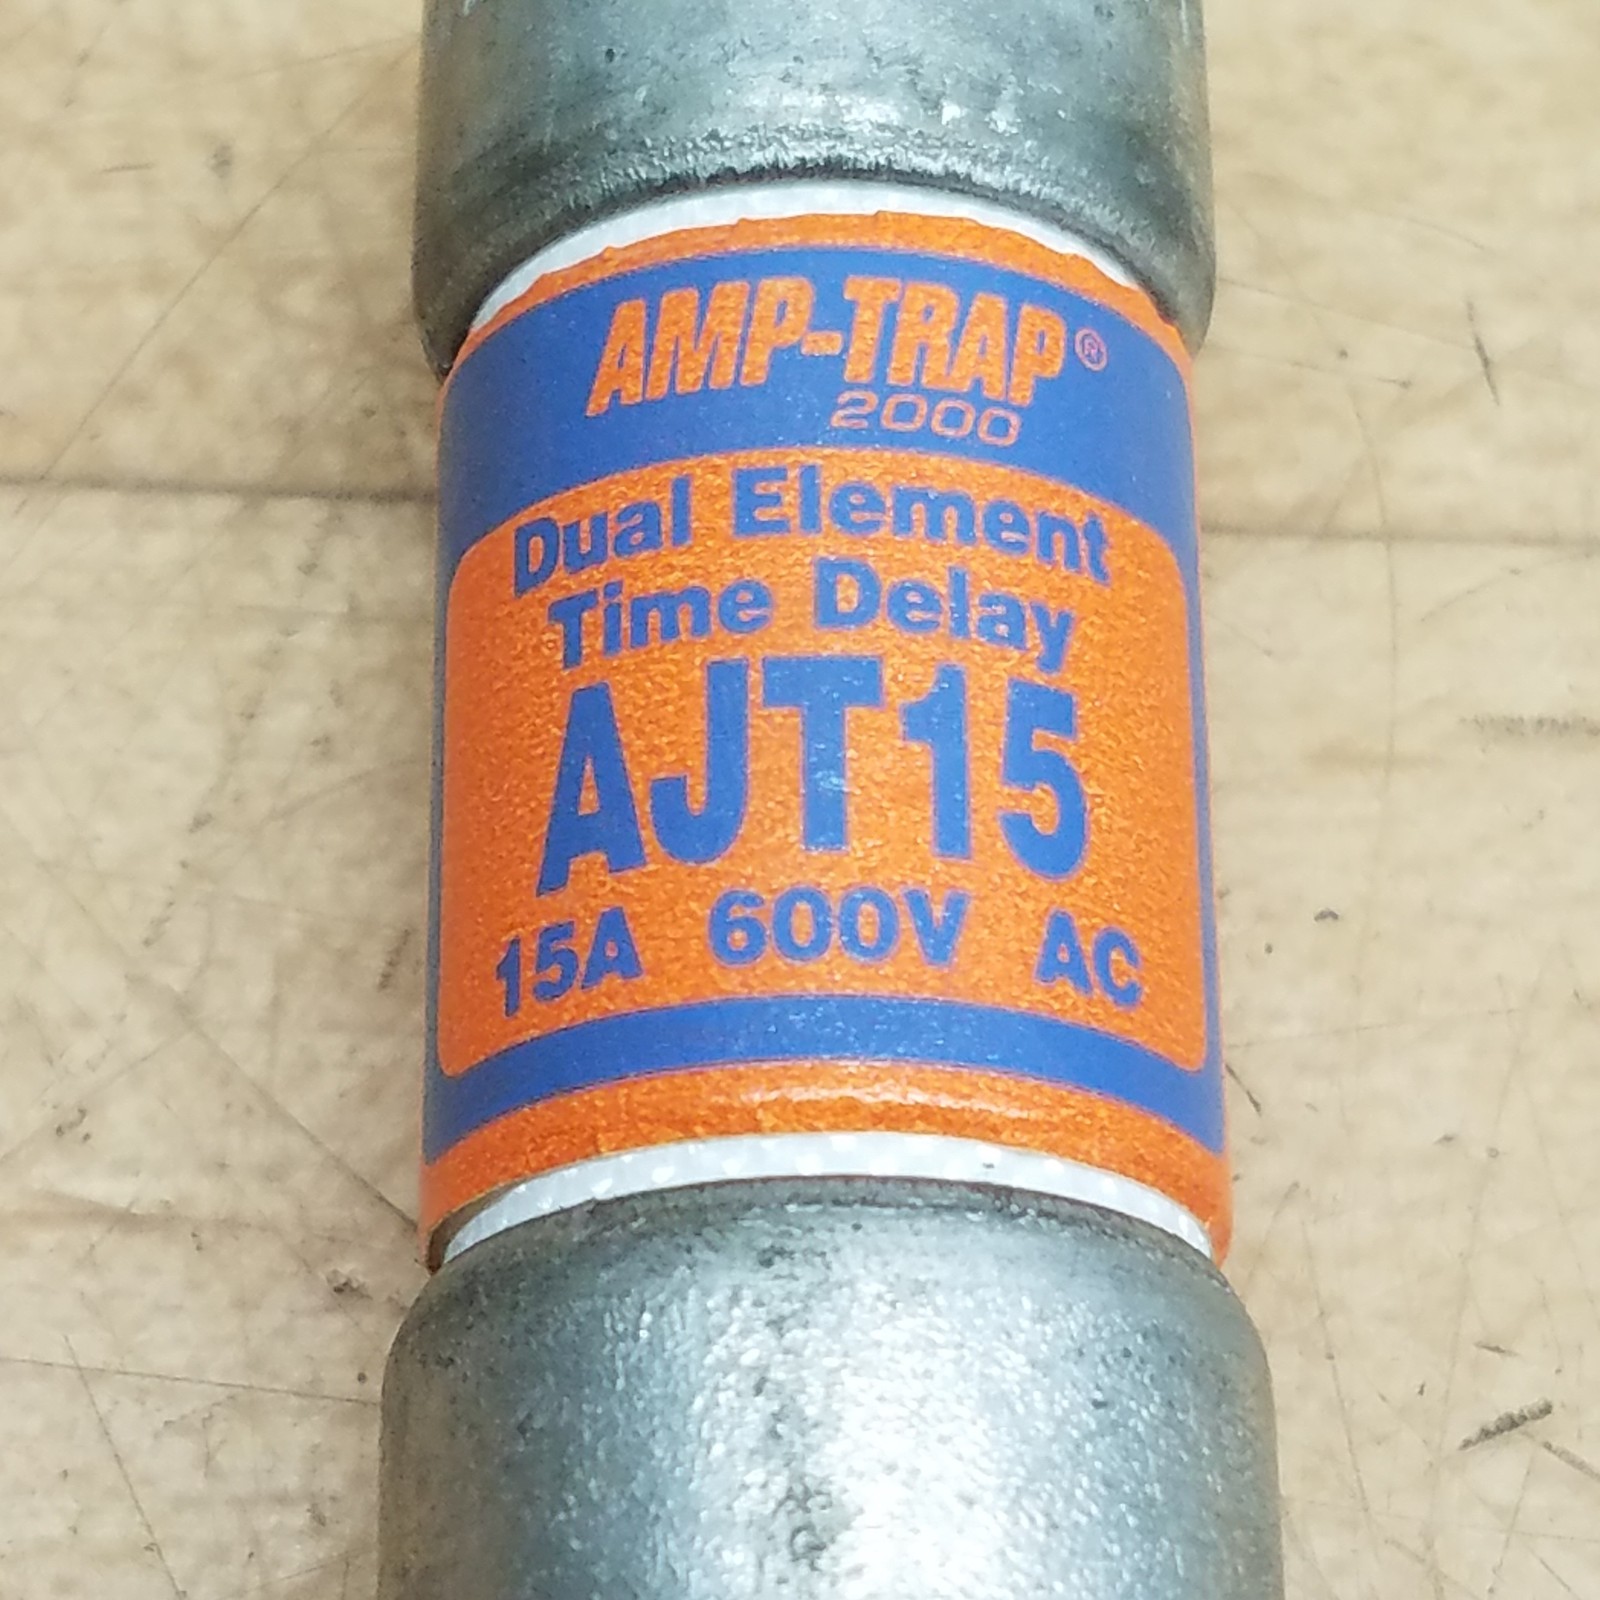 AMP-TRAP®
2000
Dual Element
Time Delay
AJT15
15A 600V AC